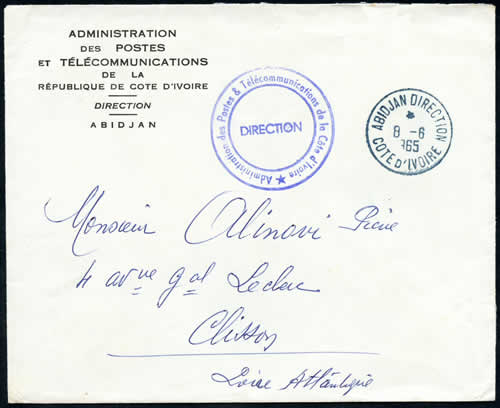 ADMINISTRATION
DES POSTES
ET TÉLÉCOMMUNICATIONS
DE LA
RÉPUBLIQUE DE COTE D'IVOIRE
DIRECTION
ABIDJAN
★ Administration des Postes & Télécommunications de la Côte d'Ivoire
DIRECTION
ABIDJAN DIRECTION
8 -6
1965
COTE D'IVOIRE
Monsieur Alinovi Pierre
4 avnue gal Leclerc
Clisson
Loire Atlantique